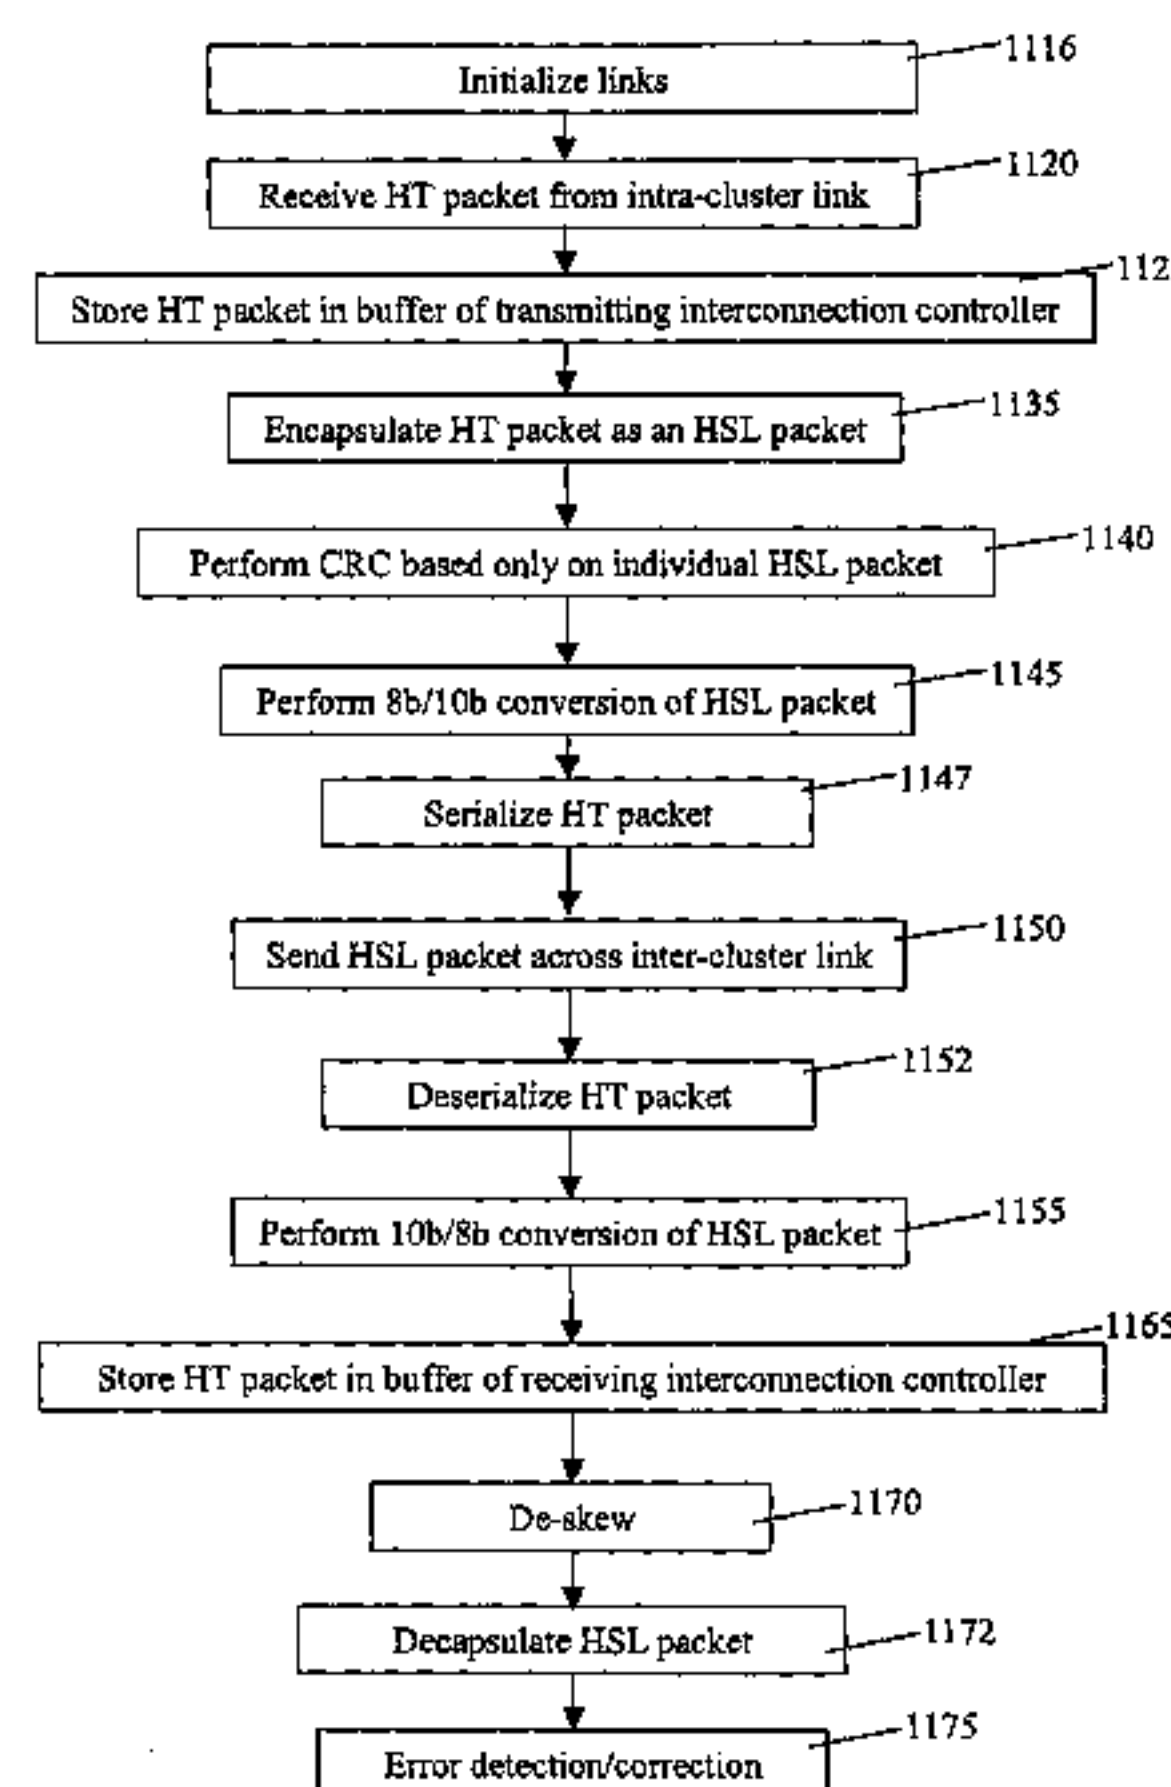 1116
Initialize links
1120
Receive HT packet from intra-cluster link
112
Store HT packet in buffer of transmitting interconnection controller
1135
Encapsulate HT packet as an HSL packet
1140
Perform CRC based only on individual HSL packet
1145
Perform 8b/10b conversion of HSL packet
1147
Serialize HT packet
1150
Send HSL packet across inter-cluster link
1152
Deserialize HT packet
1155
Perform 10b/8b conversion of HSL packet
1165
Store HT packet in buffer of receiving interconnection controller
1170
De-skew
1172
Decapsulate HSL packet
1175
Error detection/correction